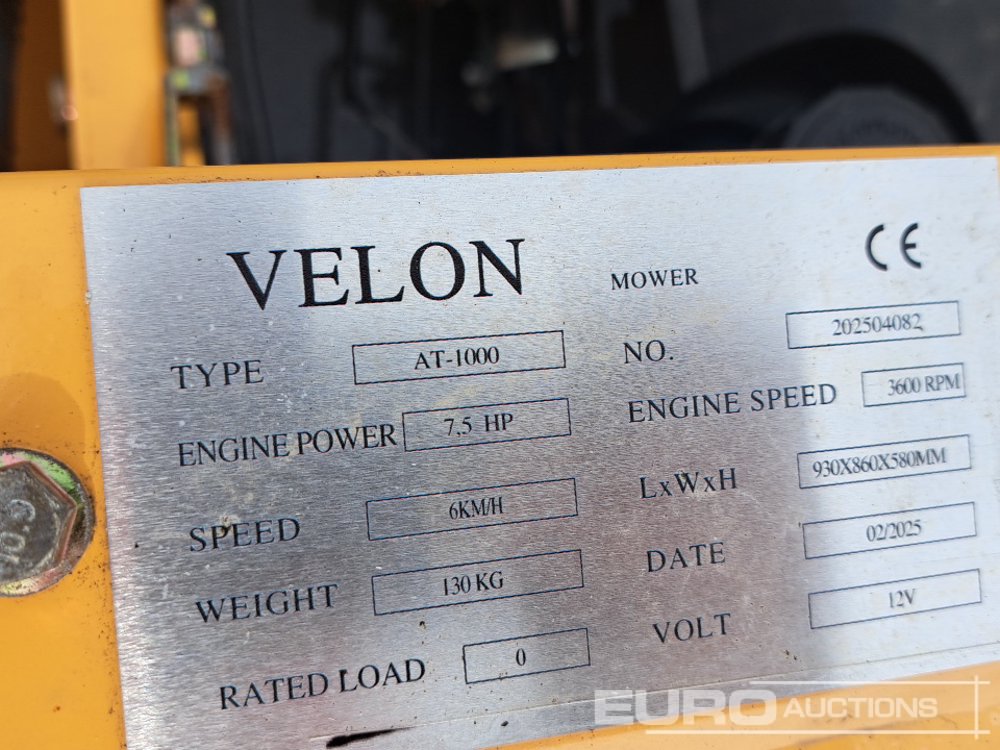 VELON MOWER CE
TYPE AT-1000 NO. 202504082
ENGINE POWER 7.5 HP ENGINE SPEED 3600 RPM
SPEED 6KM/H LxWxH 930X860X580MM
WEIGHT 130 KG DATE 02/2025
RATED LOAD 0 VOLT 12V
EURO AUCTIONS